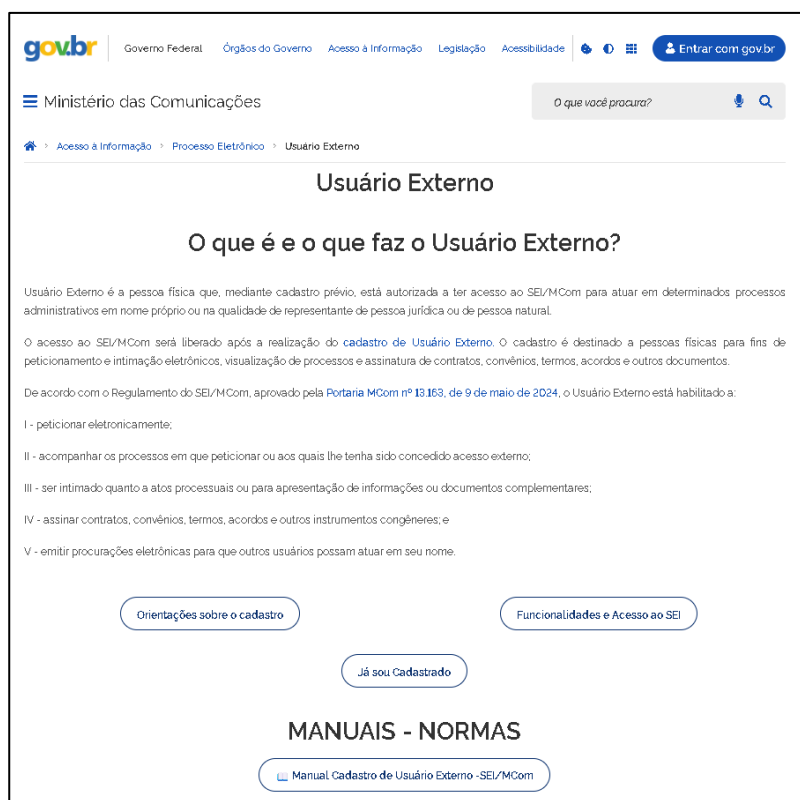 gov.br Governo Federal Órgãos do Governo Acesso à Informação Legislação Acessibilidade Entrar com gov.br
Ministério das Comunicações O que você procura?
Acesso à Informação > Processo Eletrônico > Usuário Externo
Usuário Externo
O que é e o que faz o Usuário Externo?
Usuário Externo é a pessoa física que, mediante cadastro prévio, está autorizada a ter acesso ao SEI/MCom para atuar em determinados processos
administrativos em nome próprio ou na qualidade de representante de pessoa jurídica ou de pessoa natural.
O acesso ao SEI/MCom será liberado após a realização do cadastro de Usuário Externo. O cadastro é destinado a pessoas físicas para fins de
peticionamento e intimação eletrônicos, visualização de processos e assinatura de contratos, convênios, termos, acordos e outros documentos.
De acordo com o Regulamento do SEI/MCom, aprovado pela Portaria MCom nº 13.153, de 9 de maio de 2024, o Usuário Externo está habilitado a:
I - peticionar eletronicamente;
II - acompanhar os processos em que peticionar ou aos quais lhe tenha sido concedido acesso externo;
III - ser intimado quanto a atos processuais ou para apresentação de informações ou documentos complementares;
IV - assinar contratos, convênios, termos, acordos e outros instrumentos congêneres; e
V - emitir procurações eletrônicas para que outros usuários possam atuar em seu nome.
Orientações sobre o cadastro Funcionalidades e Acesso ao SEI
Já sou Cadastrado
MANUAIS - NORMAS
Manual Cadastro de Usuário Externo -SEI/MCom